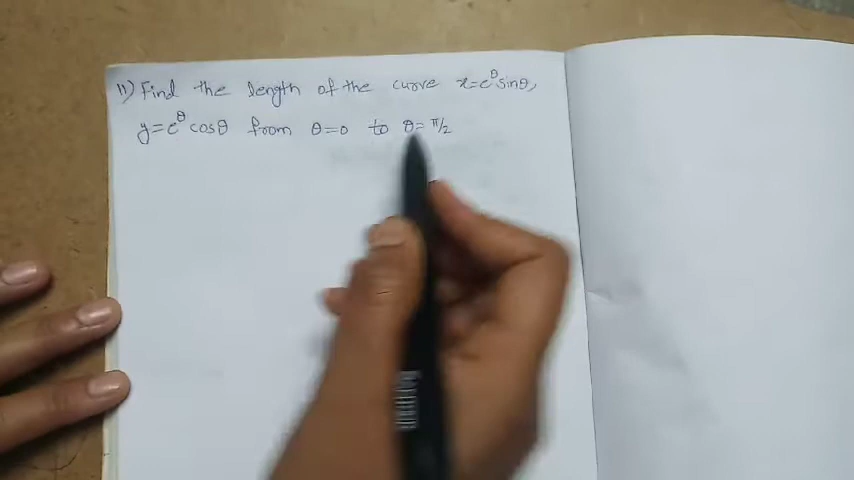 11) Find the length of the curve x=e^θ sinθ,
y=e^θ cosθ from θ=0 to θ=π/2